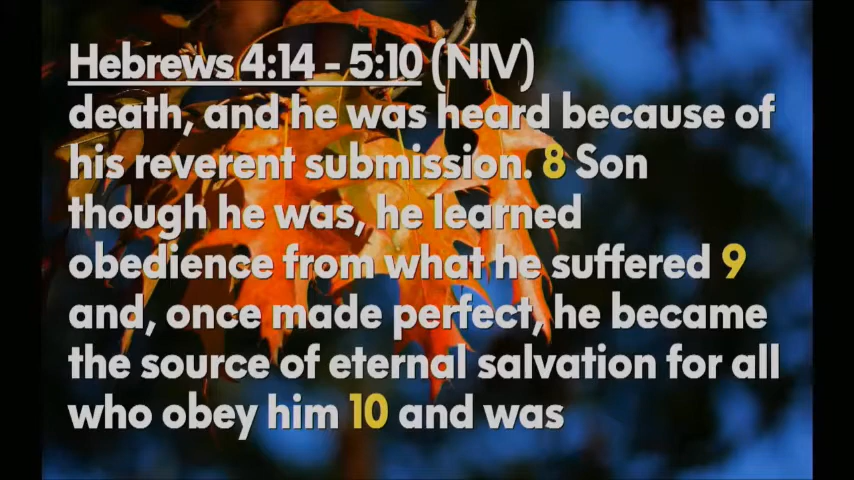 Hebrews 4:14 - 5:10 (NIV)
death, and he was heard because of
his reverent submission. 8 Son
though he was, he learned
obedience from what he suffered 9
and, once made perfect, he became
the source of eternal salvation for all
who obey him 10 and was